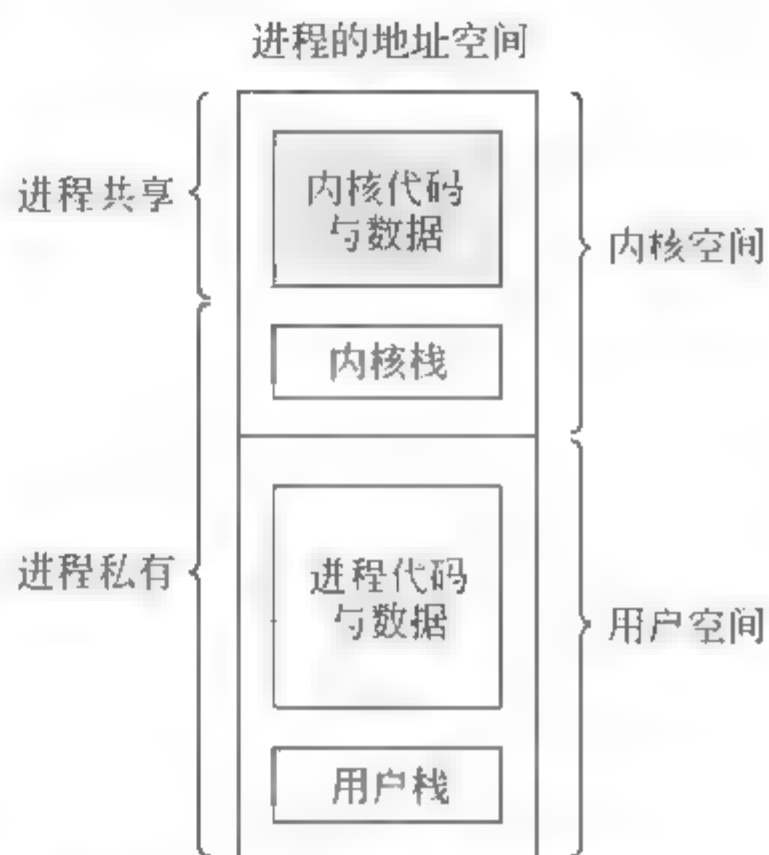 进程的地址空间
进程共享
内核代码
与数据
内核空间
内核栈
进程私有
进程代码
与数据
用户空间
用户栈